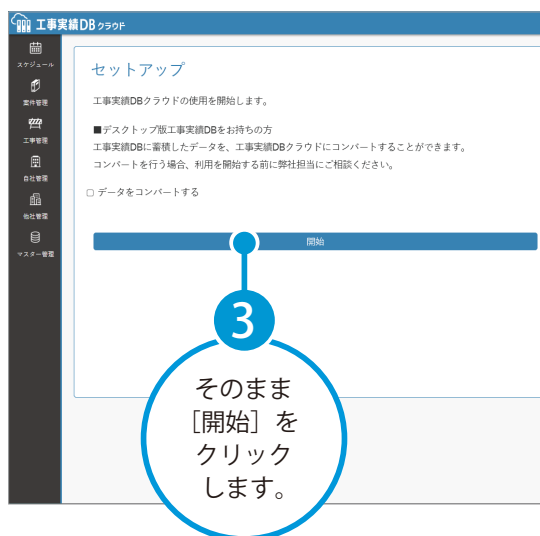 工事実績DBクラウド
スケジュール
案件管理
工事管理
自社管理
他社管理
マスター管理
セットアップ
工事実績DBクラウドの使用を開始します。
■デスクトップ版工事実績DBをお持ちの方
工事実績DBに蓄積したデータを、工事実績DBクラウドにコンバートすることができます。
コンバートを行う場合、利用を開始する前に弊社担当にご相談ください。
データをコンバートする
開始
3
そのまま
［開始］を
クリック
します。